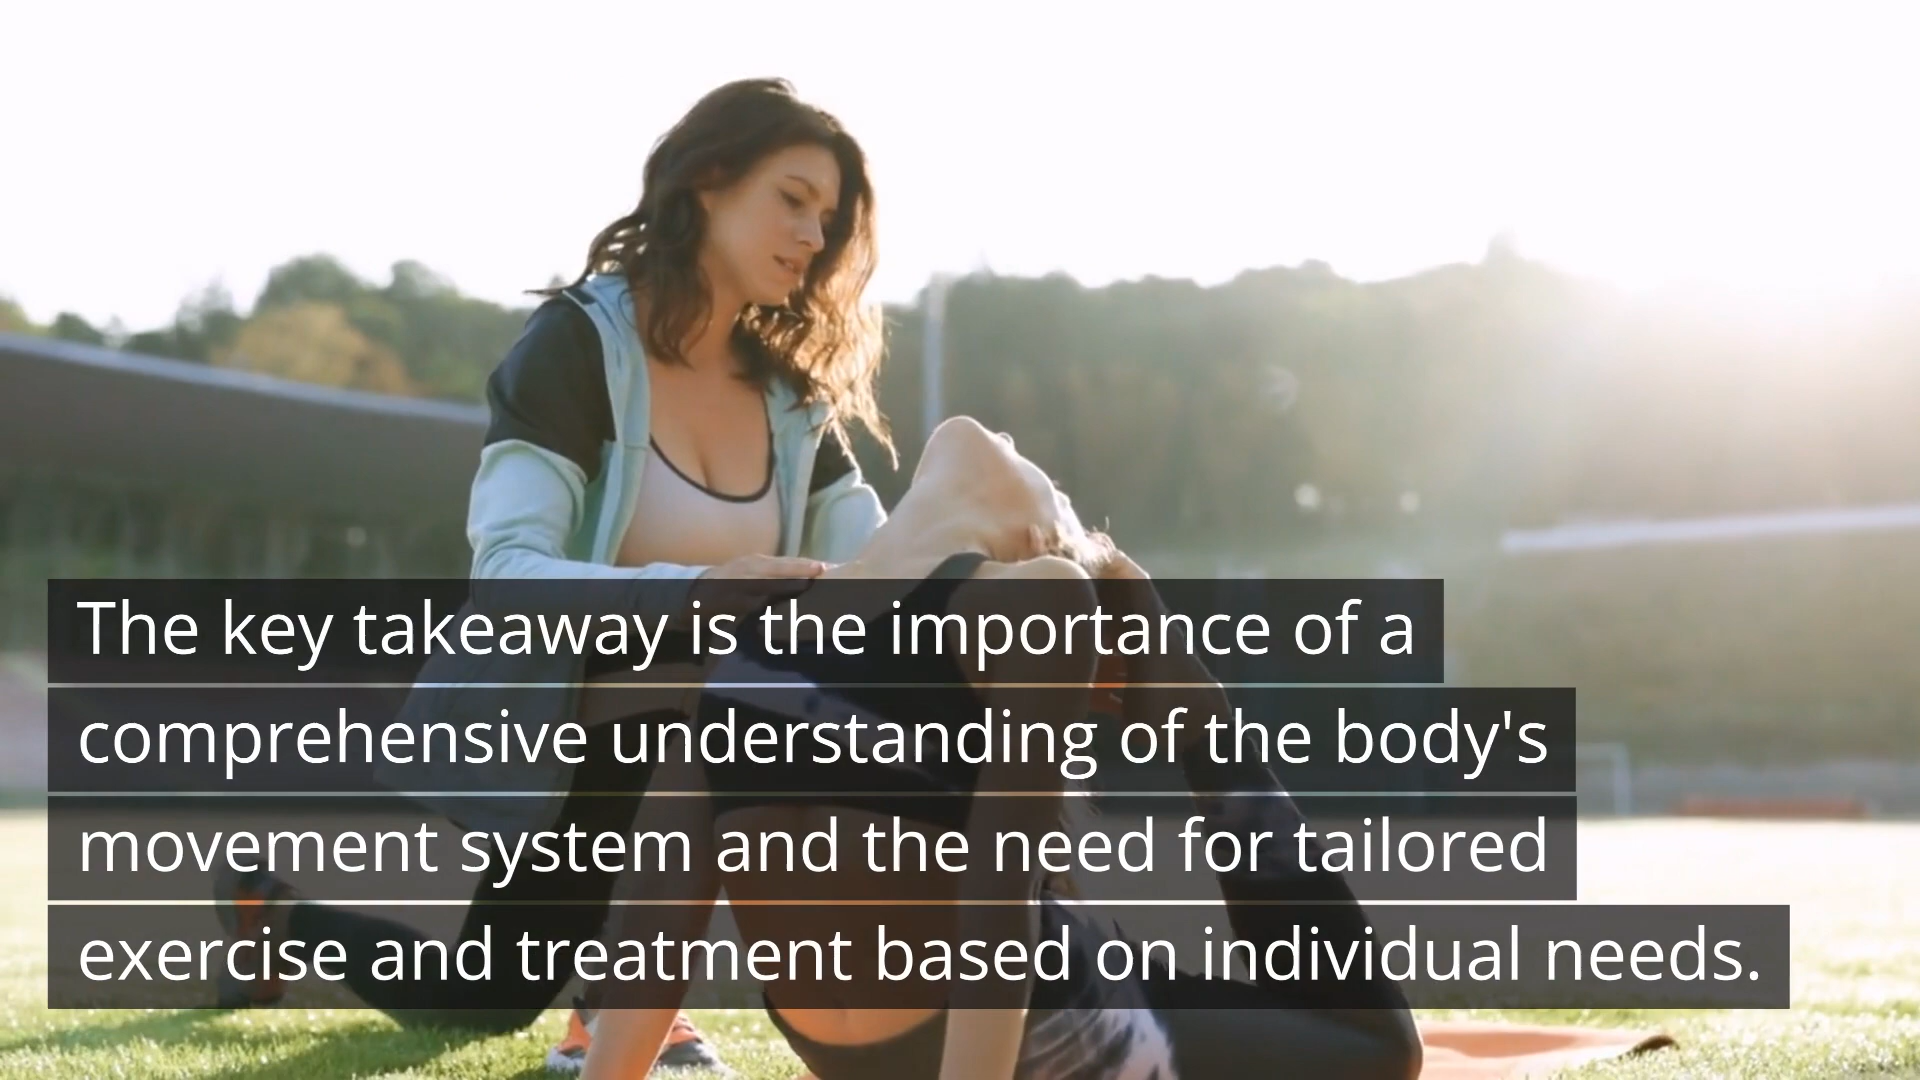 The key takeaway is the importance of a
comprehensive understanding of the body's
movement system and the need for tailored
exercise and treatment based on individual needs.